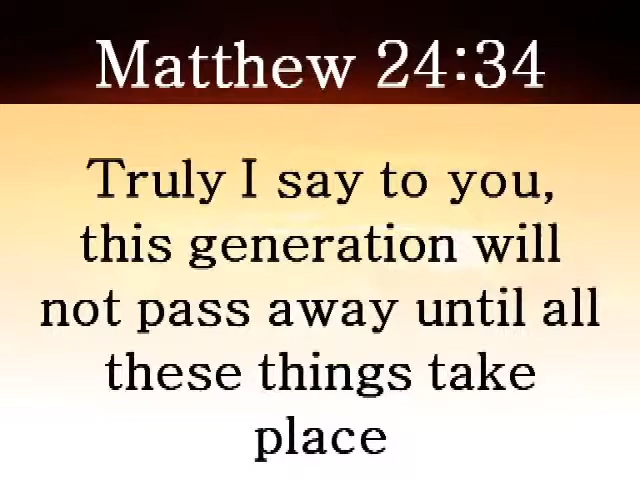 Matthew 24:34
Truly I say to you,
this generation will
not pass away until all
these things take
place